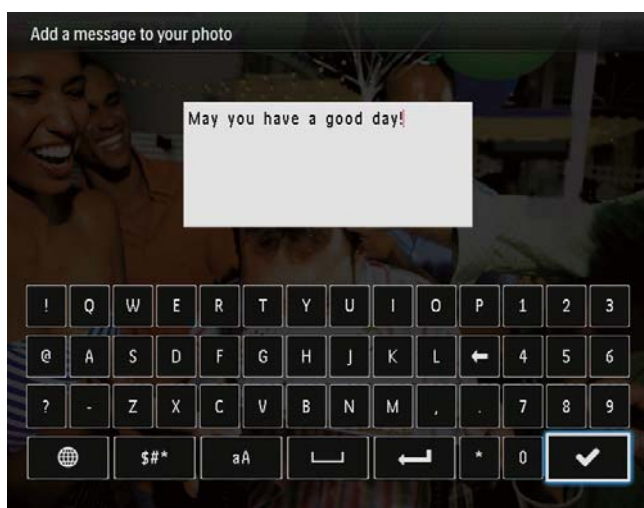 Add a message to your photo
May you have a good day!
! Q W E R T Y U I O P 1 2 3
@ A S D F G H J K L ← 4 5 6
? - Z X C V B N M , . 7 8 9
$#* aA * 0